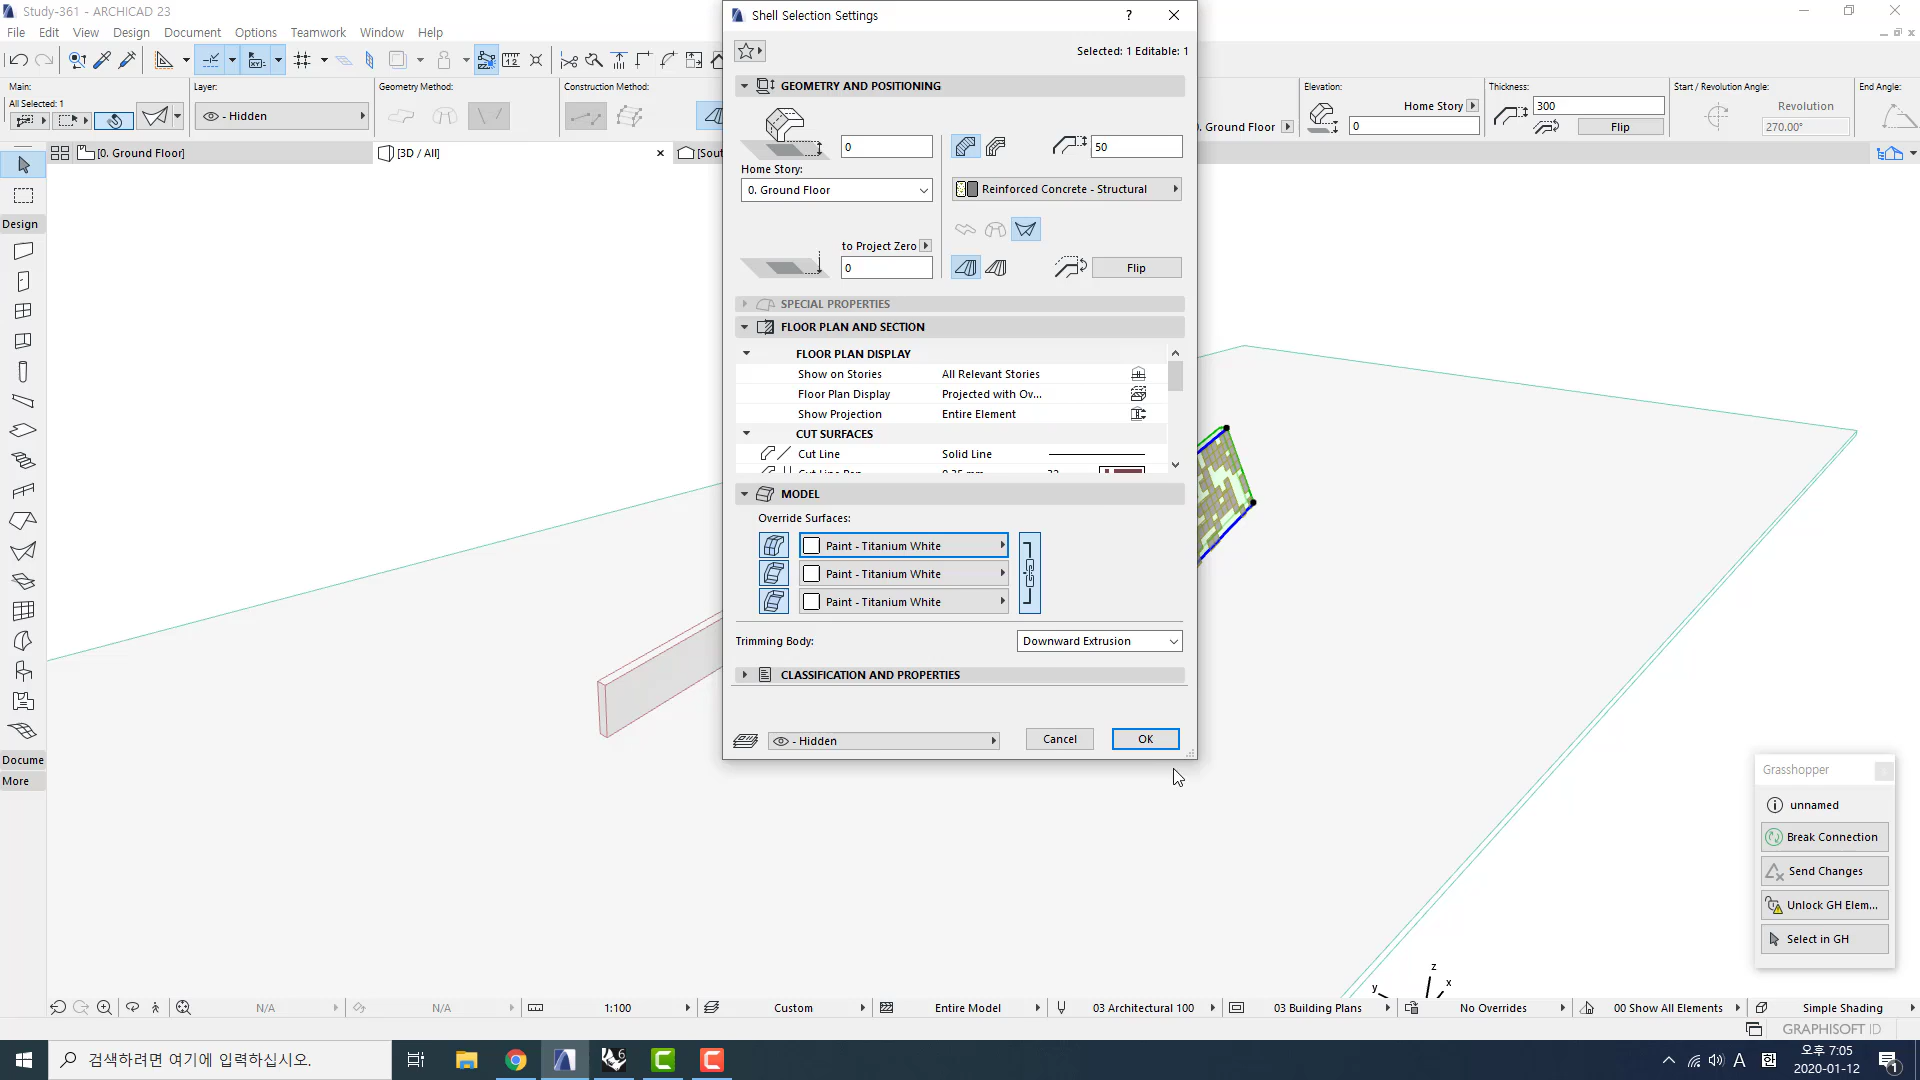 Study-361 - ARCHICAD 23
Shell Selection Settings
?
File Edit View Design Document Options Teamwork Window Help
Selected: 1 Editable: 1
Main:
All Selected: 1
Layer:
- Hidden
Geometry Method:
Construction Method:
GEOMETRY AND POSITIONING
0
50
Home Story:
0. Ground Floor
Reinforced Concrete - Structural
to Project Zero
0
Flip
. Ground Floor
Elevation:
Home Story
0
Thickness:
300
Flip
Start / Revolution Angle:
Revolution
270.00°
End Angle:
[0. Ground Floor]
[3D / All]
[Sout
Design
SPECIAL PROPERTIES
FLOOR PLAN AND SECTION
FLOOR PLAN DISPLAY
Show on Stories All Relevant Stories
Floor Plan Display Projected with Ov...
Show Projection Entire Element
CUT SURFACES
Cut Line Solid Line
MODEL
Override Surfaces:
Paint - Titanium White
Paint - Titanium White
Paint - Titanium White
Trimming Body:
Downward Extrusion
CLASSIFICATION AND PROPERTIES
- Hidden
Cancel
OK
Docume
More
Grasshopper
unnamed
Break Connection
Send Changes
Unlock GH Elem...
Select in GH
z
x
y
N/A
N/A
1:100
Custom
Entire Model
03 Architectural 100
03 Building Plans
No Overrides
00 Show All Elements
Simple Shading
GRAPHISOFT ID
검색하려면 여기에 입력하십시오.
A
오후 7:05
2020-01-12
1